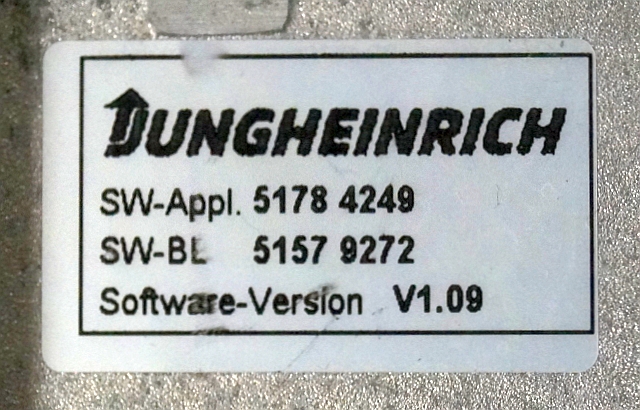 JUNGHEINRICH
SW-Appl. 5178 4249
SW-BL 5157 9272
Software-Version V1.09